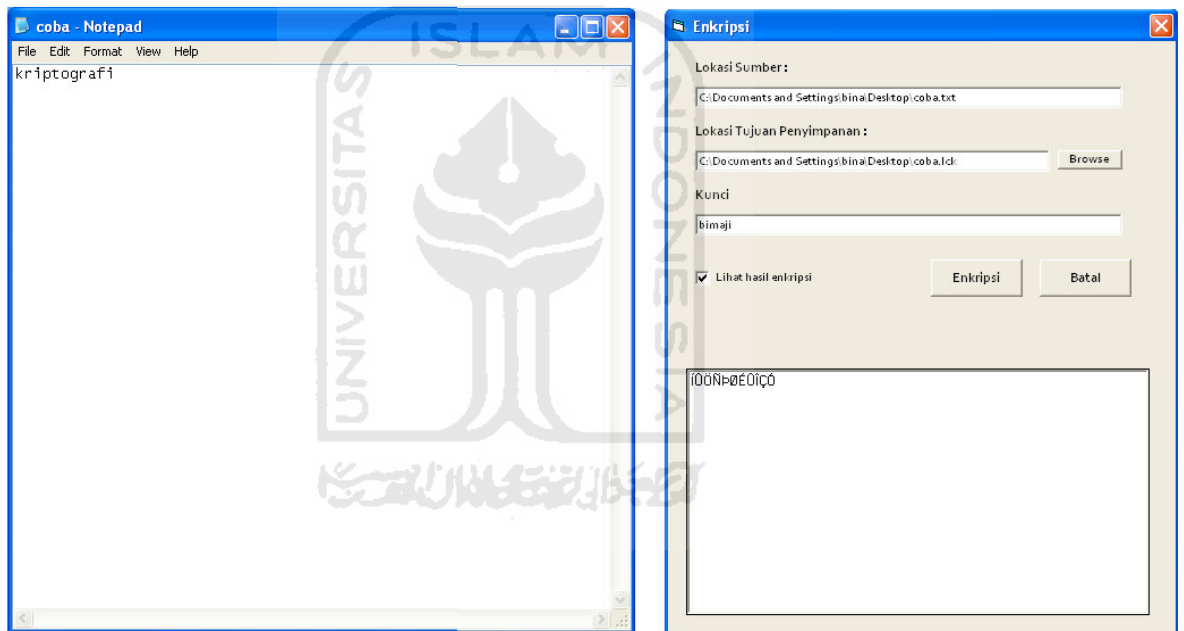 coba - Notepad
File Edit Format View Help
kriptografi
UNIVERSITAS
ISLAM
INDONESIA
Enkripsi
Lokasi Sumber :
C:\Documents and Settings\bina\Desktop\coba.txt
Lokasi Tujuan Penyimpanan :
C:\Documents and Settings\bina\Desktop\coba.lck
Browse
Kunci
bimaji
Lihat hasil enkripsi
Enkripsi
Batal
ÍÛÖÑÞØÉÛÎÇÓ